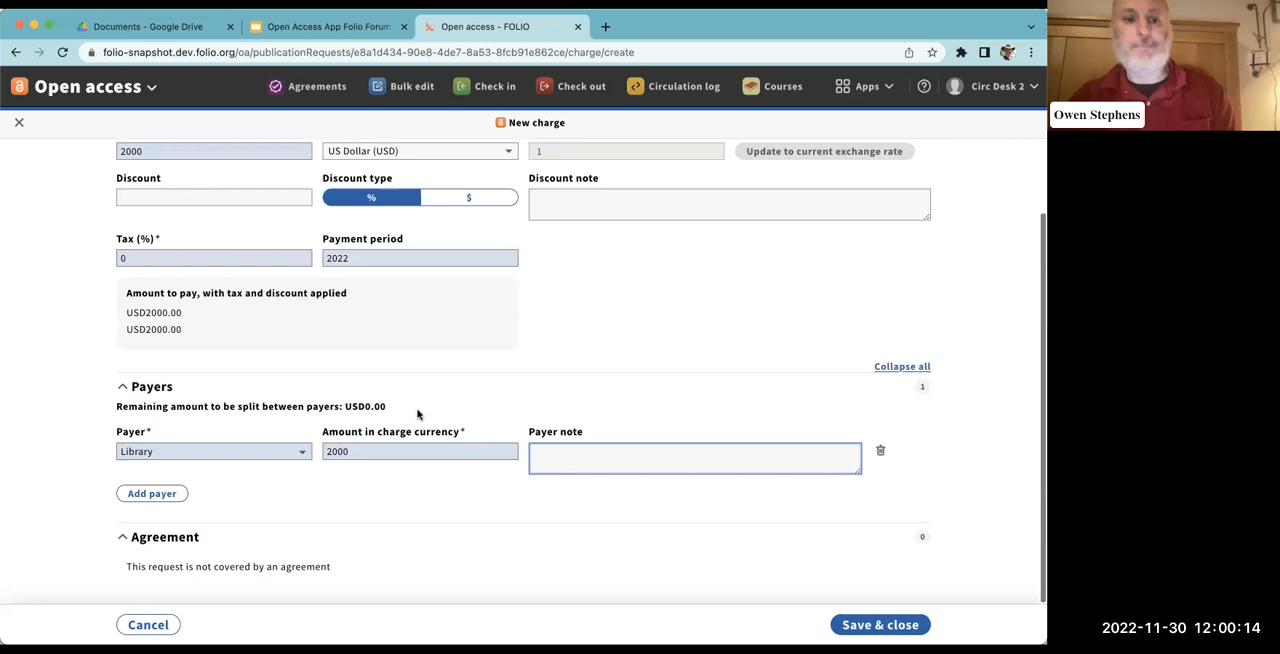 Documents - Google Drive
Open Access App Folio Forum
Open access - FOLIO
folio-snapshot.dev.folio.org/oa/publicationRequests/e8a1d434-90e8-4de7-8a53-8fcb91e862ce/charge/create
Open access
Agreements
Bulk edit
Check in
Check out
Circulation log
Courses
Apps
Circ Desk 2
Owen Stephens
New charge
2000
US Dollar (USD)
1
Update to current exchange rate
Discount
Discount type
Discount note
%
$
Tax (%)*
Payment period
0
2022
Amount to pay, with tax and discount applied
USD2000.00
USD2000.00
Collapse all
Payers
1
Remaining amount to be split between payers: USD0.00
Payer*
Amount in charge currency*
Payer note
Library
2000
Add payer
Agreement
0
This request is not covered by an agreement
Cancel
Save & close
2022-11-30 12:00:14